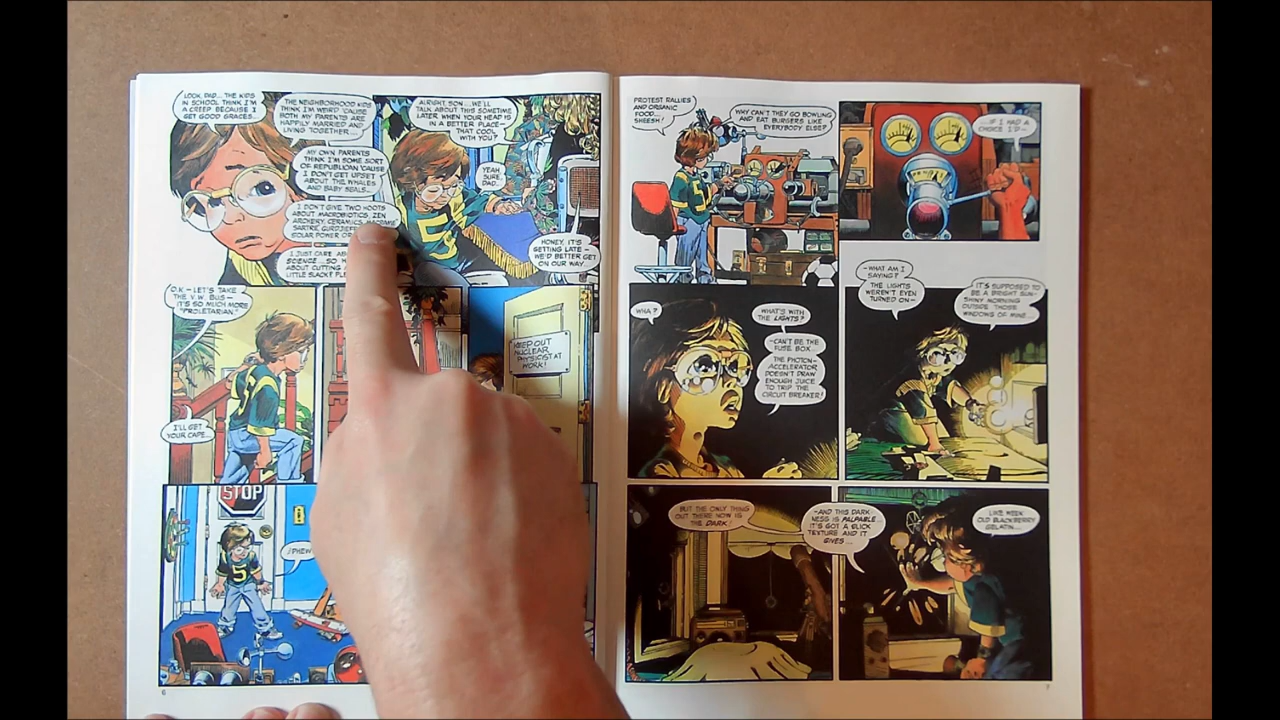 LOOK, DAD... THE KIDS
IN SCHOOL THINK I'M
A CREEP BECAUSE I
GET GOOD GRADES...
THE NEIGHBORHOOD KIDS
THINK I'M WEIRD 'CAUSE
BOTH MY PARENTS ARE
HAPPILY MARRIED AND
LIVING TOGETHER...
MY OWN PARENTS
THINK I'M SOME SORT
OF REPUBLICAN 'CAUSE
I DON'T GET UPSET
ABOUT THE WHALES
AND BABY SEALS...
I DON'T GIVE TWO HOOTS
ABOUT MACROBIOTICS, ZEN
ARCHERY, CERAMICS,
SARTRE,
SOLAR POWER OR
I JUST CARE
SCIENCE... SO
ABOUT CUTTING
LITTLE SLACK?
ALRIGHT, SON... WE'LL
TALK ABOUT THIS SOMETIME
LATER WHEN YOUR HEAD IS
IN A BETTER PLACE--
THAT COOL
WITH YOU?
YEAH,
SURE,
DAD...
HONEY, IT'S
GETTING LATE--
WE'D BETTER GET
ON OUR WAY...
O.K.- LET'S TAKE
THE V.W. BUS--
IT'S SO MUCH MORE
"PROLETARIAN."
I'LL GET
YOUR CAPE...
KEEP OUT
NUCLEAR
PHYSICIST AT
WORK!
STOP
5
6
PROTEST RALLIES
AND ORGANIC
FOOD...
SHEESH!
WHY CAN'T THEY GO BOWLING
AND EAT BURGERS LIKE
EVERYBODY ELSE?
5
IF I HAD A
CHOICE I'D--
WHA?
WHAT'S WITH
THE LIGHTS?
--CAN'T BE THE
FUSE BOX...
THE PHOTON-
ACCELERATOR
DOESN'T DRAW
ENOUGH JUICE
TO TRIP THE
CIRCUIT BREAKER!
--WHAT AM I
SAYING?
THE LIGHTS
WEREN'T EVEN
TURNED ON--
IT'S SUPPOSED TO
BE A BRIGHT SUN-
SHINY MORNING
OUTSIDE THOSE
WINDOWS OF MINE...
BUT THE ONLY THING
OUT THERE NOW IS
THE DARK!
--AND THIS DARK-
NESS IS PALPABLE...
IT'S GOT A SLICK
TEXTURE AND IT
GIVES...
LIKE WEEK
OLD BLACKBERRY
GELATIN...
7